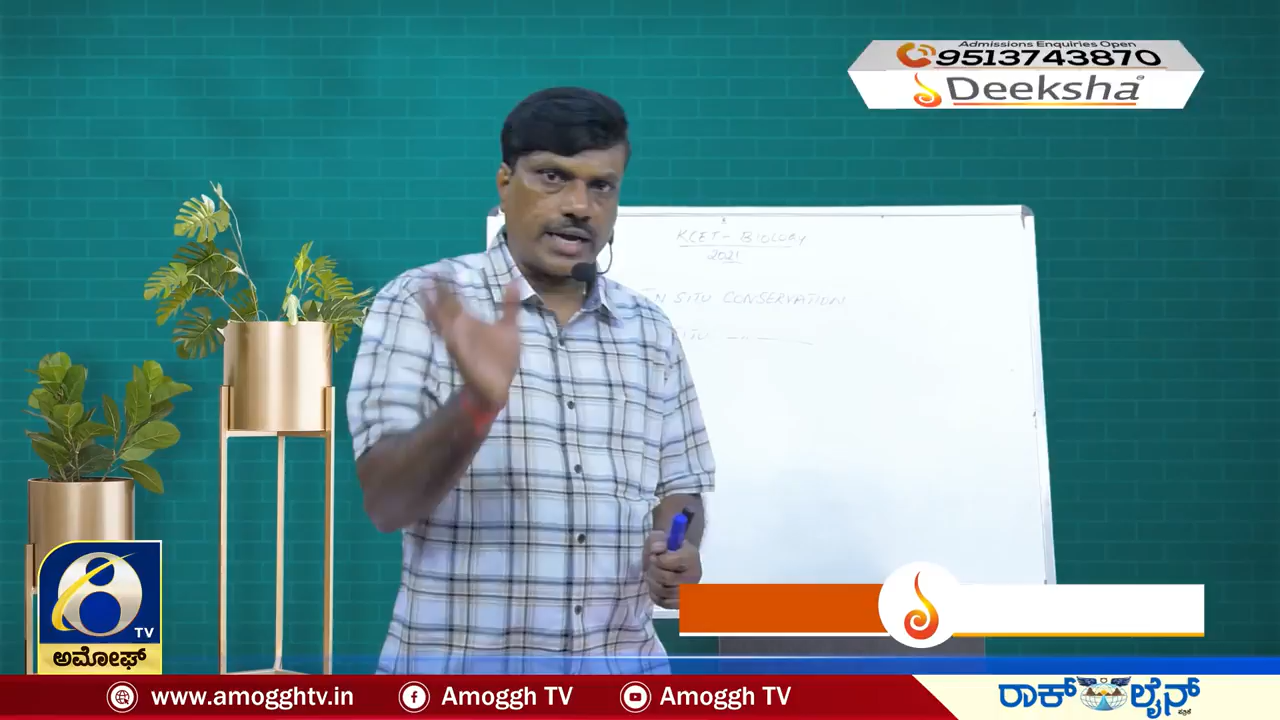 Admissions Enquiries Open
9513743870
Deeksha
KCET - BIOLOGY
2021
IN SITU CONSERVATION
TV
ಅಮೋಘ್
www.amogghtv.in
Amoggh TV
Amoggh TV
ರಾಕ್ ಲೈನ್